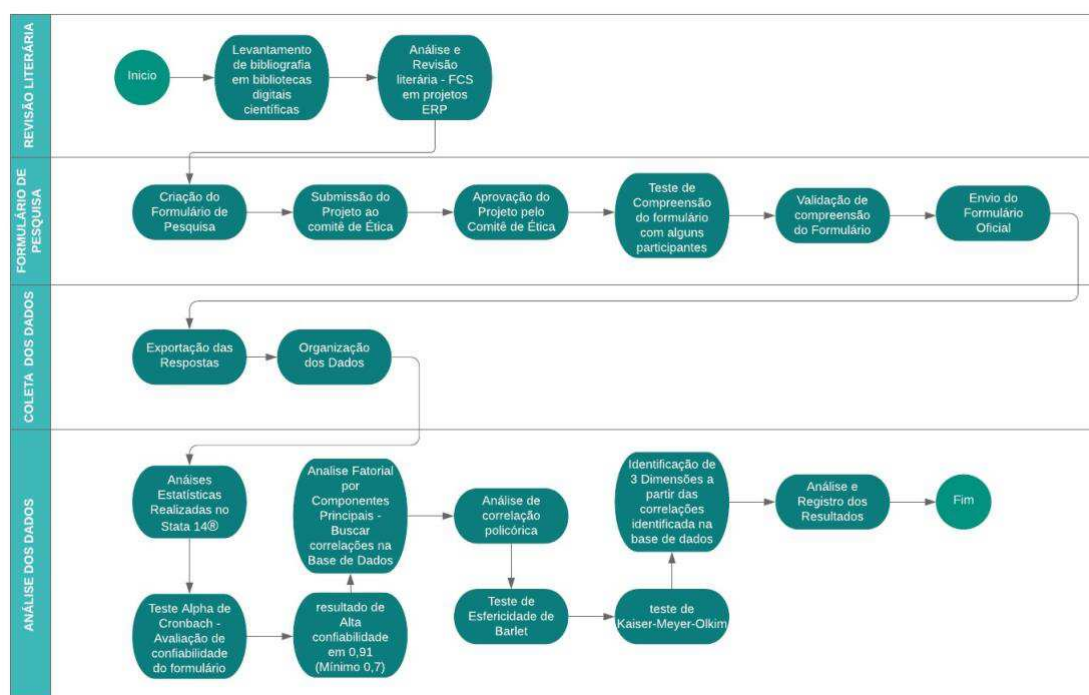 REVISÃO LITERÁRIA
Inicio
Levantamento
de bibliografia
em bibliotecas
digitais
científicas
Análise e
Revisão
literária - FCS
em projetos
ERP
FORMULÁRIO DE
PESQUISA
Criação do
Formulário de
Pesquisa
Submissão do
Projeto ao
comitê de Ética
Aprovação do
Projeto pelo
Comitê de Ética
Teste de
Compreensão
do formulário
com alguns
participantes
Validação de
compreensão
do Formulário
Envio do
Formulário
Oficial
COLETA DOS DADOS
Exportação das
Respostas
Organização
dos Dados
ANÁLISE DOS DADOS
Anáises
Estatísticas
Realizadas no
Stata 14®
Teste Alpha de
Cronbach -
Avaliação de
confiabilidade
do formulário
resultado de
Alta
confiabilidade
em 0,91
(Mínimo 0,7)
Analise Fatorial
por
Componentes
Principais -
Buscar
correlações na
Base de Dados
Análise de
correlação
policórica
Teste de
Esfericidade de
Barlet
teste de
Kaiser-Meyer-Olkim
Identificação de
3 Dimensões a
partir das
correlações
identificada na
base de dados
Análise e
Registro dos
Resultados
Fim